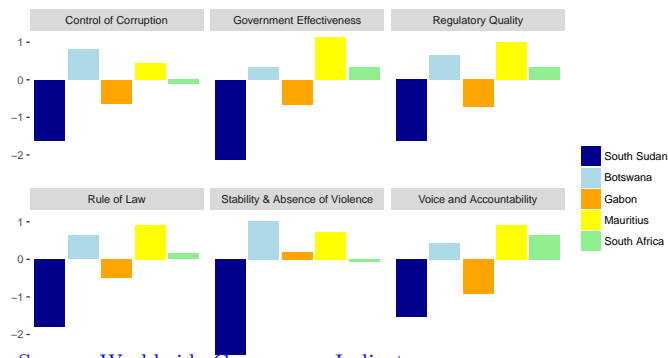 Control of Corruption
Government Effectiveness
Regulatory Quality
1
0
−1
−2
South Sudan
Botswana
Gabon
Mauritius
South Africa
Rule of Law
Stability & Absence of Violence
Voice and Accountability
1
0
−1
−2